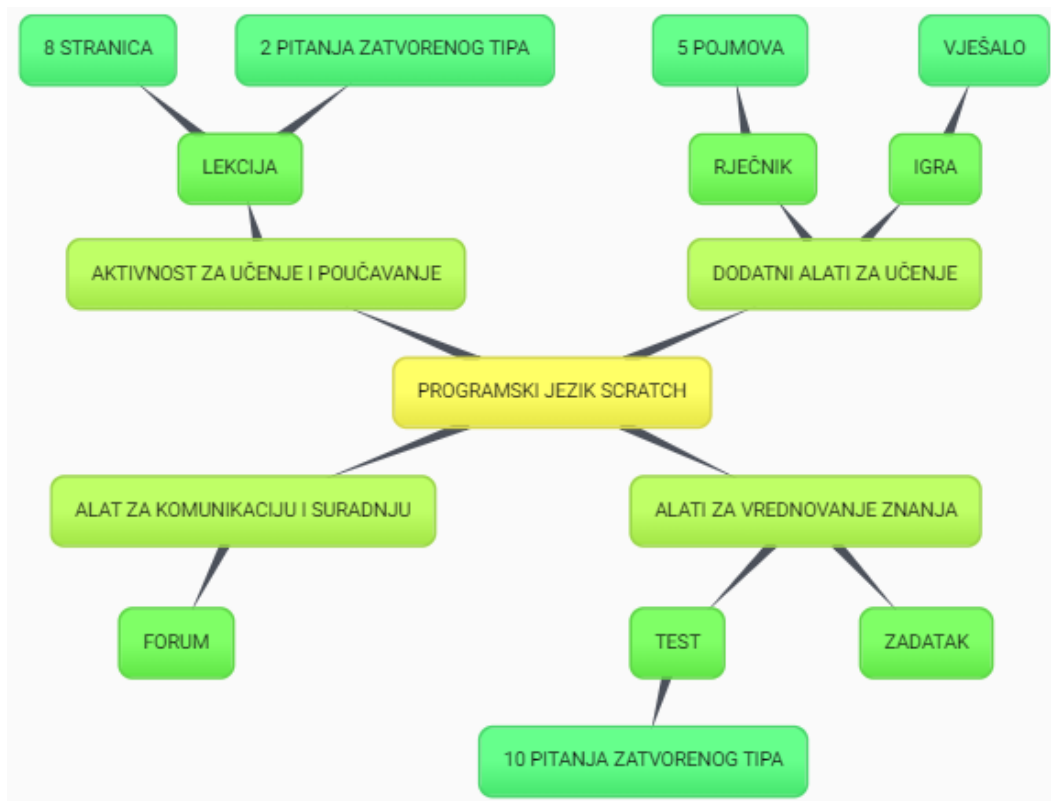 8 STRANICA
2 PITANJA ZATVORENOG TIPA
5 POJMOVA
VJEŠALO
LEKCIJA
RJEČNIK
IGRA
AKTIVNOST ZA UČENJE I POUČAVANJE
DODATNI ALATI ZA UČENJE
PROGRAMSKI JEZIK SCRATCH
ALAT ZA KOMUNIKACIJU I SURADNJU
ALATI ZA VREDNOVANJE ZNANJA
FORUM
TEST
ZADATAK
10 PITANJA ZATVORENOG TIPA